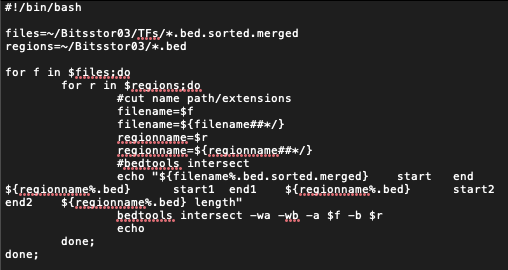 #!/bin/bash
files=~/Bitsstor03/TFs/*.bed.sorted.merged
regions=~/Bitsstor03/*.bed
for f in $files;do
for r in $regions;do
#cut name path/extensions
filename=$f
filename=${filename##*/}
regionname=$r
regionname=${regionname##*/}
#bedtools intersect
echo "${filename%.bed.sorted.merged} start end
${regionname%.bed} start1 end1 ${regionname%.bed} start2
end2 ${regionname%.bed} length"
bedtools intersect -wa -wb -a $f -b $r
echo
done;
done;